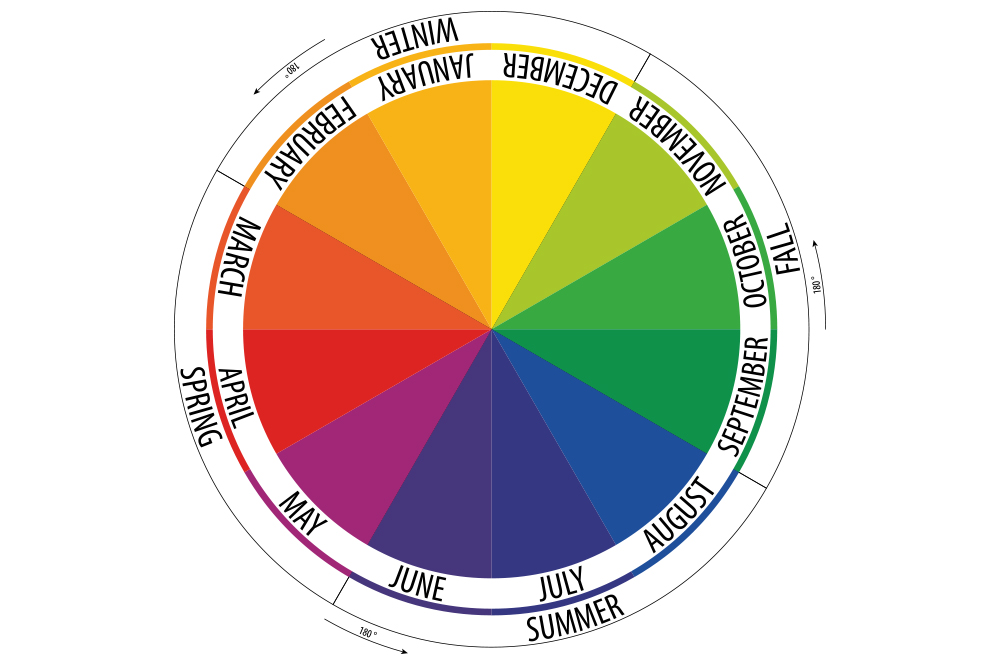 WINTER
JANUARY
DECEMBER
NOVEMBER
FEBRUARY
180°
MARCH
OCTOBER
FALL
180°
SPRING
APRIL
SEPTEMBER
MAY
AUGUST
JUNE
JULY
SUMMER
180°